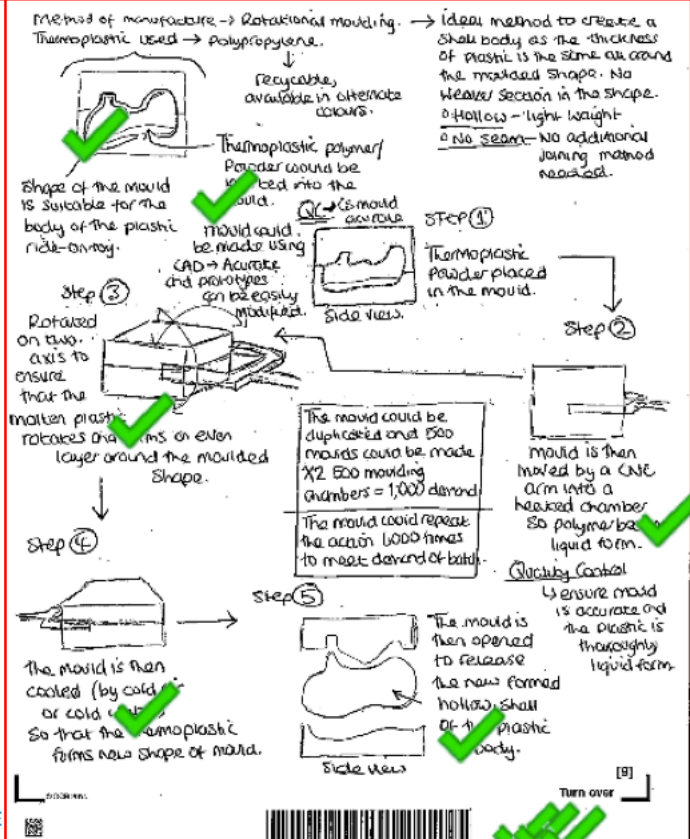 Method of manufacture → Rotational moulding. → Ideal method to create a
Shell body as the thickness
of plastic is the same all around
the moulded shape. No
Weaker section in the shape.
Hollow - light weight
No seam - No additional
joining method
needed.
Thermoplastic used → polypropylene.
↓
recycable,
available in alternate
colours.
Thermoplastic polymer/
Powder would be
into the
mould could
be made using
CAD → Acurate
and prototypes
can be easily
modified.
Shape of the mould
is suitable for the
body of the plastic
ride-on-toy.
QC → is mould
acurate
Side view.
STEP 1
Thermoplastic
Powder placed
in the mould.
Step 2
mould is then
moved by a CNC
arm into a
heated chamber
So polymer
liquid form.
Quality Control
↳ ensure mould
is accurate and
the plastic is
thoroughly
liquid form
Step 3
Rotated
on two
axis to
ensure
that the
molten plastic
rotates and forms an even
layer around the moulded
Shape.
The mould could be
duplicated and 500
moulds could be made
X2 500 moulding
chambers = 1,000 demand
The mould could repeat
the action 1,000 times
to meet demand of batch.
Step 4
The mould is then
cooled (by cold
or cold
So that the thermoplastic
forms new shape of mould.
Step 5
The mould is
then opened
to release
the new formed
hollow shell
of the plastic
body.
Side view
[9]
Turn over